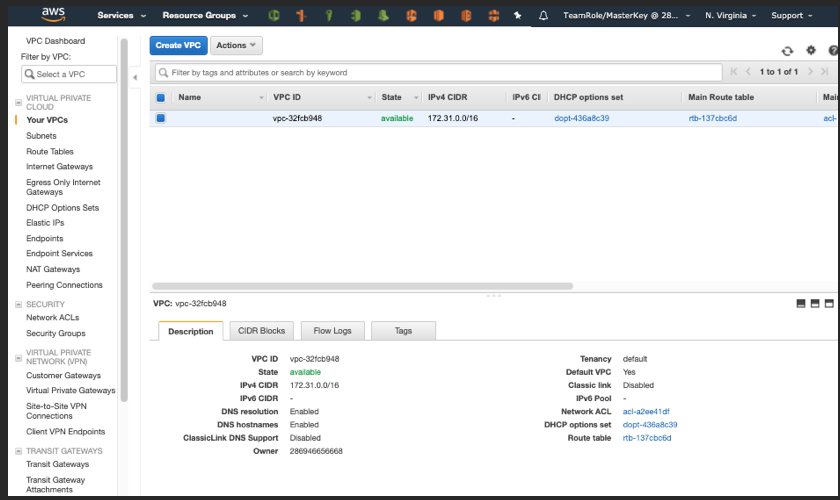 aws Services Resource Groups TeamRole/MasterKey @ 28... N. Virginia Support
VPC Dashboard
Filter by VPC:
Select a VPC
VIRTUAL PRIVATE
CLOUD
Your VPCs
Subnets
Route Tables
Internet Gateways
Egress Only Internet
Gateways
DHCP Options Sets
Elastic IPs
Endpoints
Endpoint Services
NAT Gateways
Peering Connections
SECURITY
Network ACLs
Security Groups
VIRTUAL PRIVATE
NETWORK (VPN)
Customer Gateways
Virtual Private Gateways
Site-to-Site VPN
Connections
Client VPN Endpoints
TRANSIT GATEWAYS
Transit Gateways
Transit Gateway
Attachments
Create VPC Actions
Filter by tags and attributes or search by keyword
1 to 1 of 1
Name VPC ID State IPv4 CIDR IPv6 CI DHCP options set Main Route table Mai
vpc-32fcb948 available 172.31.0.0/16 - dopt-436a8c39 rtb-137cbc6d acl-
VPC: vpc-32fcb948
Description CIDR Blocks Flow Logs Tags
VPC ID vpc-32fcb948
State available
IPv4 CIDR 172.31.0.0/16
IPv6 CIDR -
DNS resolution Enabled
DNS hostnames Enabled
ClassicLink DNS Support Disabled
Owner 286946656668
Tenancy default
Default VPC Yes
Classic link Disabled
IPv6 Pool -
Network ACL acl-a2ee41df
DHCP options set dopt-436a8c39
Route table rtb-137cbc6d